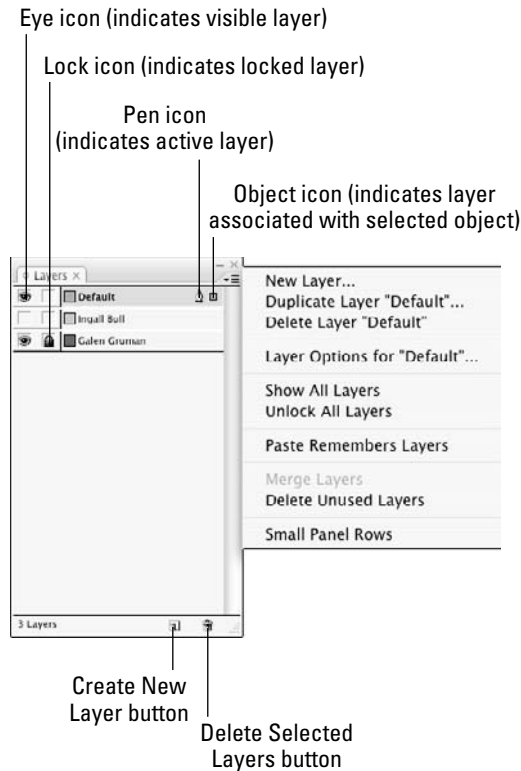 Eye icon (indicates visible layer)
Lock icon (indicates locked layer)
Pen icon
(indicates active layer)
Object icon (indicates layer
associated with selected object)
Layers ×
Default
Ingall Bull
Galen Gruman
3 Layers
New Layer...
Duplicate Layer "Default"...
Delete Layer "Default"
Layer Options for "Default"...
Show All Layers
Unlock All Layers
Paste Remembers Layers
Merge Layers
Delete Unused Layers
Small Panel Rows
Create New
Layer button
Delete Selected
Layers button